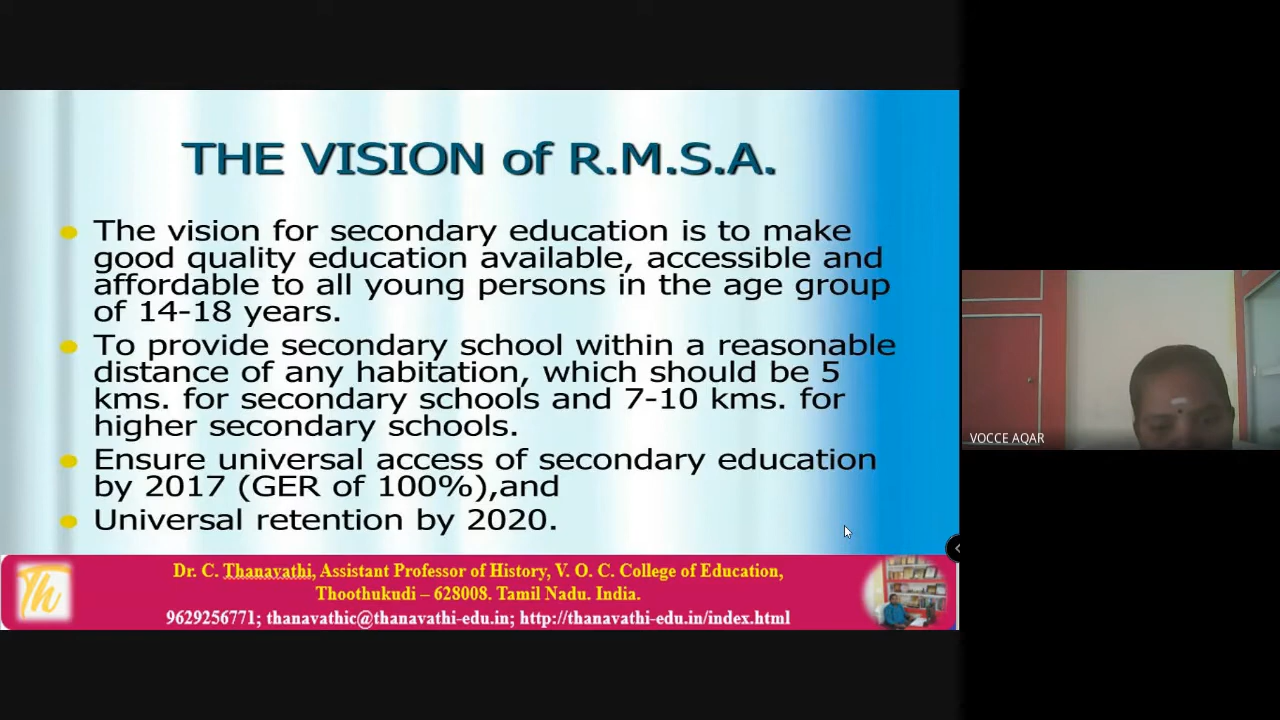 THE VISION of R.M.S.A.
The vision for secondary education is to make
good quality education available, accessible and
affordable to all young persons in the age group
of 14-18 years.
To provide secondary school within a reasonable
distance of any habitation, which should be 5
kms. for secondary schools and 7-10 kms. for
higher secondary schools.
Ensure universal access of secondary education
by 2017 (GER of 100%),and
Universal retention by 2020.
VOCCE AQAR
Th
Dr. C. Thanavathi, Assistant Professor of History, V. O. C. College of Education,
Thoothukudi – 628008. Tamil Nadu. India.
9629256771; thanavathic@thanavathi-edu.in; http://thanavathi-edu.in/index.html